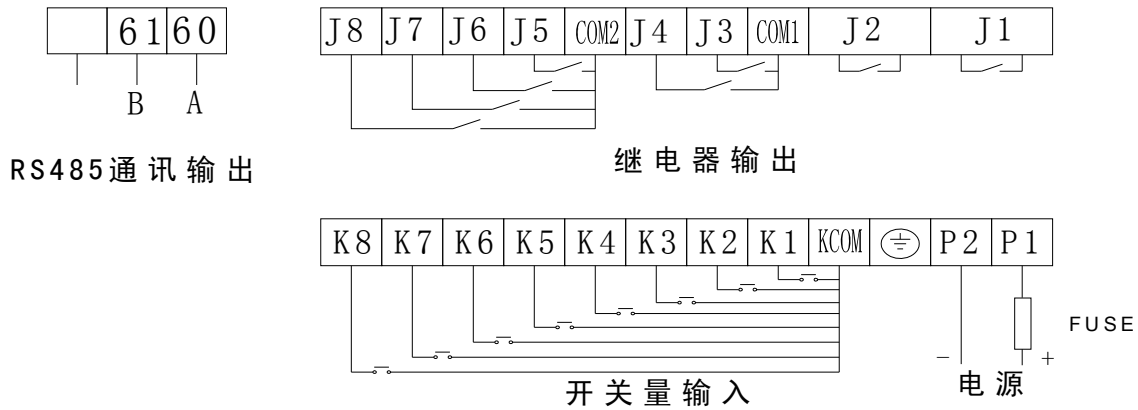 61 60
B A
RS485通讯输出
J8 J7 J6 J5 COM2 J4 J3 COM1 J2 J1
继电器输出
K8 K7 K6 K5 K4 K3 K2 K1 KCOM P2 P1
FUSE
- +
开关量输入
电源